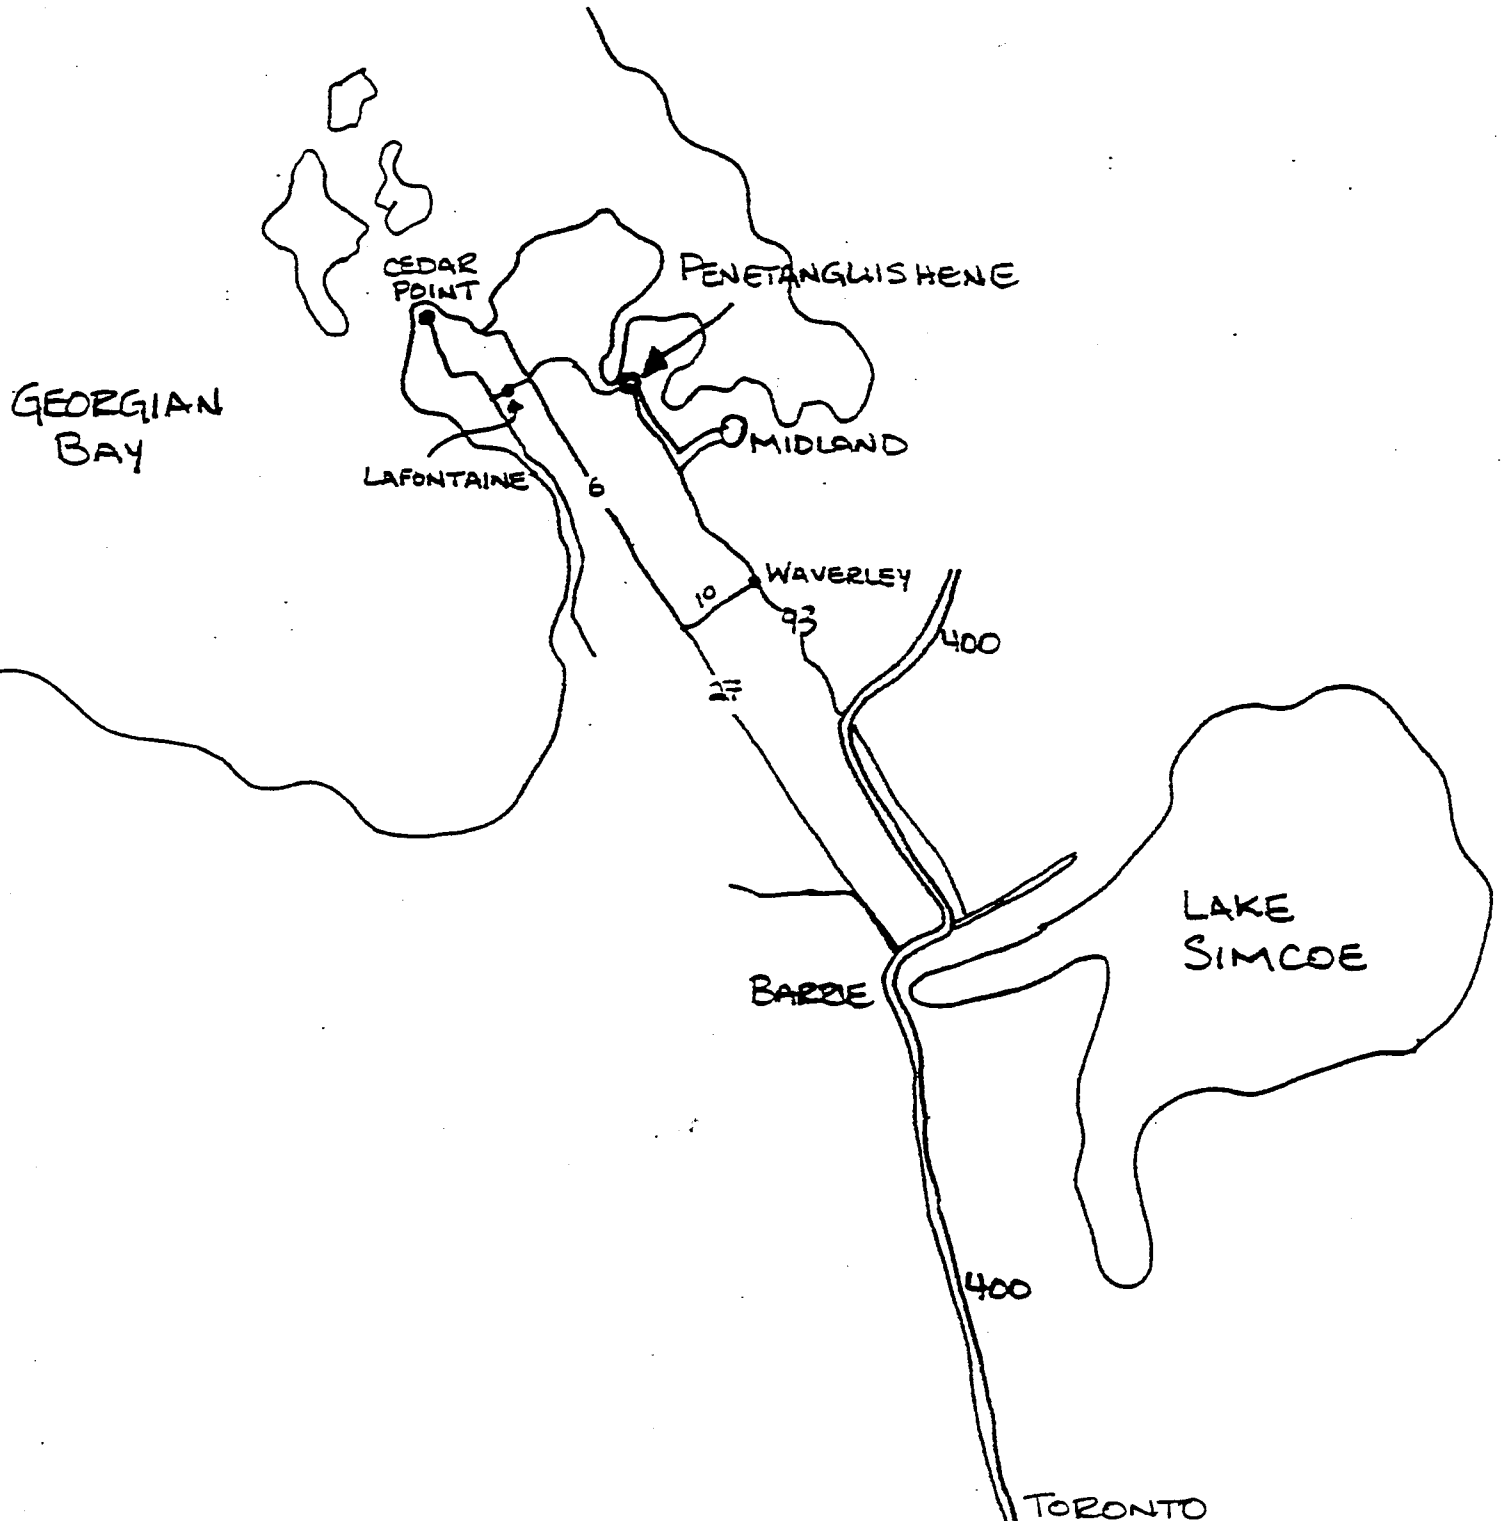 CEDAR
POINT
PENETANGUISHENE
GEORGIAN
BAY
MIDLAND
LAFONTAINE
6
WAVERLEY
10
93
400
27
LAKE
SIMCOE
BARRIE
400
TORONTO